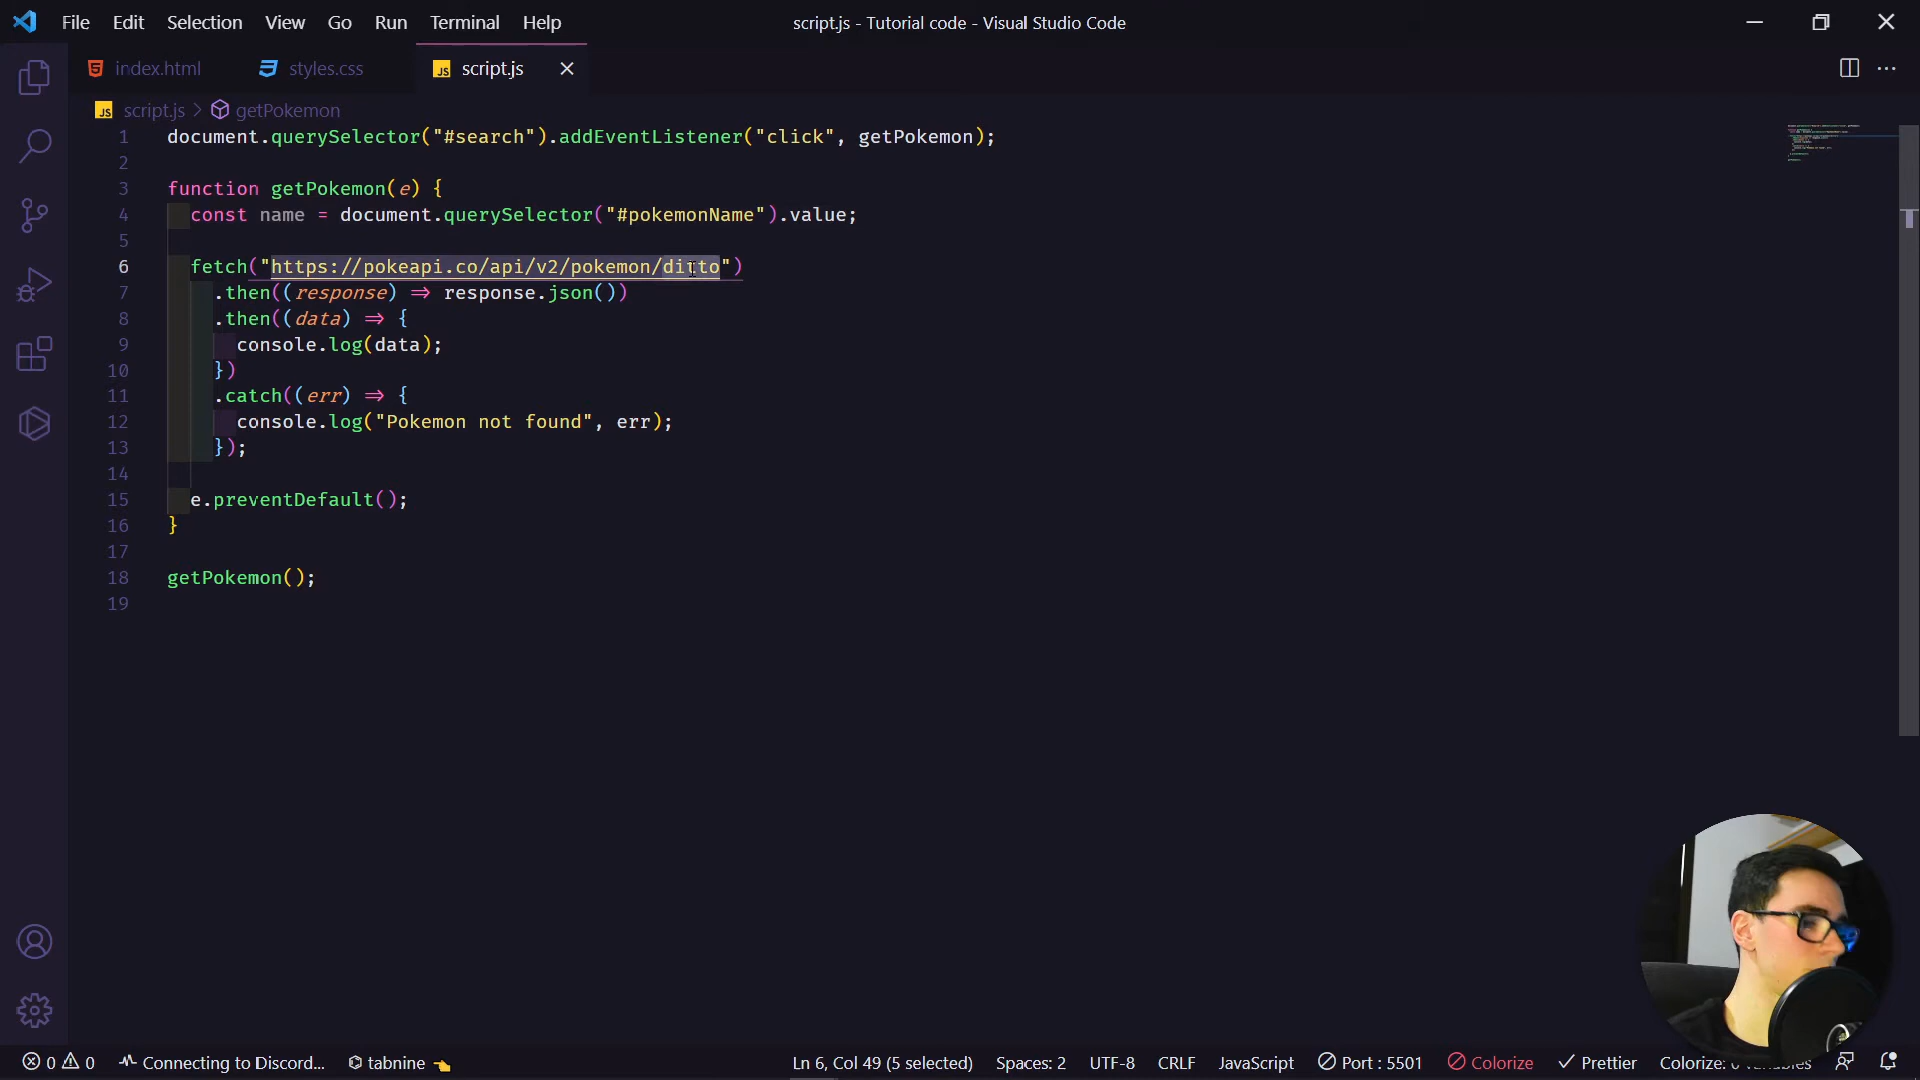 File Edit Selection View Go Run Terminal Help
script.js - Tutorial code - Visual Studio Code
index.html styles.css script.js
script.js > getPokemon
1 document.querySelector("#search").addEventListener("click", getPokemon);
2
3 function getPokemon(e) {
4 const name = document.querySelector("#pokemonName").value;
5
6 fetch("https://pokeapi.co/api/v2/pokemon/ditto")
7 .then((response) => response.json())
8 .then((data) => {
9 console.log(data);
10 })
11 .catch((err) => {
12 console.log("Pokemon not found", err);
13 });
14
15 e.preventDefault();
16 }
17
18 getPokemon();
19
0 0 Connecting to Discord... tabnine Ln 6, Col 49 (5 selected) Spaces: 2 UTF-8 CRLF JavaScript Port : 5501 Colorize Prettier Colorize: 0 variables